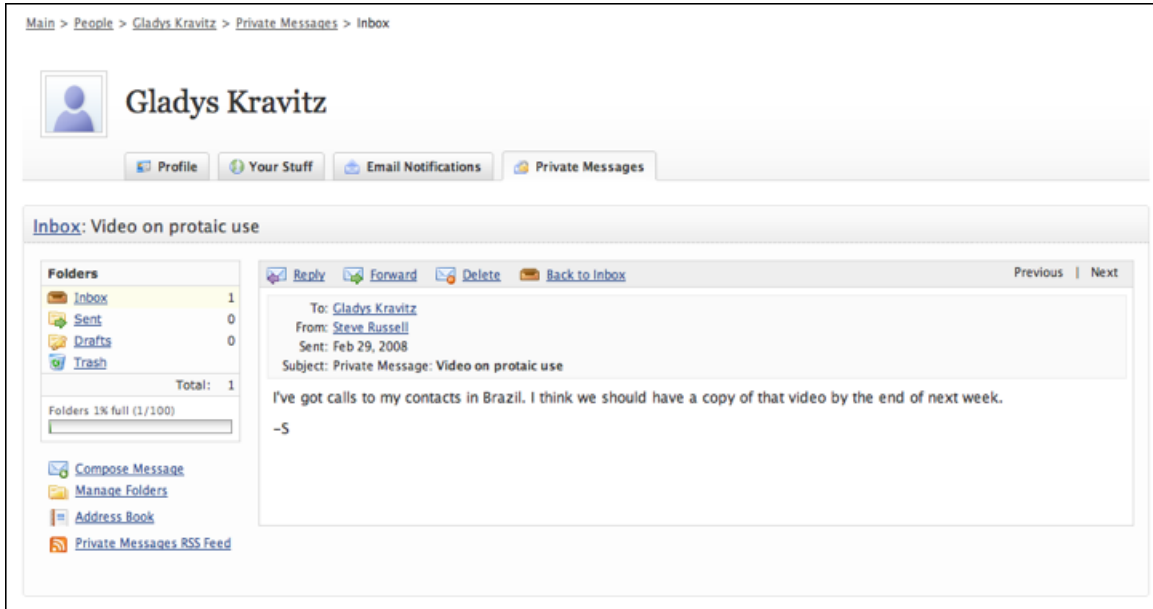 Main > People > Gladys Kravitz > Private Messages > Inbox
Gladys Kravitz
Profile Your Stuff Email Notifications Private Messages
Inbox: Video on protaic use
Folders
Inbox 1
Sent 0
Drafts 0
Trash
Total: 1
Folders 1% full (1/100)
Compose Message
Manage Folders
Address Book
Private Messages RSS Feed
Reply Forward Delete Back to Inbox Previous | Next
To: Gladys Kravitz
From: Steve Russell
Sent: Feb 29, 2008
Subject: Private Message: Video on protaic use
I've got calls to my contacts in Brazil. I think we should have a copy of that video by the end of next week.
-S